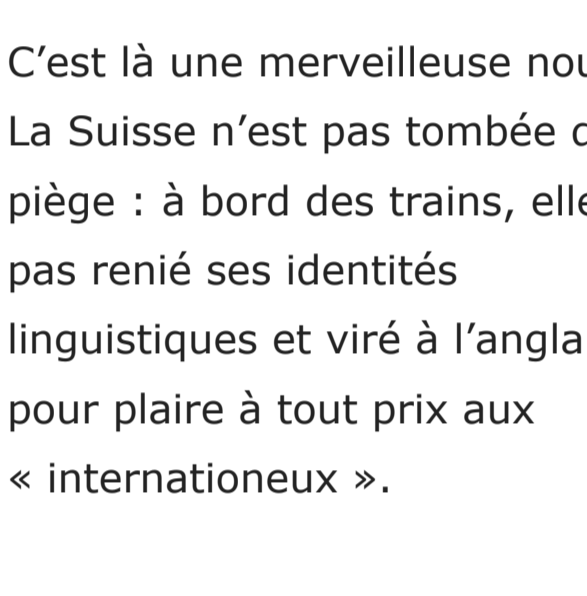 C’est là une merveilleuse
La Suisse n’est pas tombée
piège : à bord des trains,
pas renié ses identités
linguistiques et viré à
pour plaire à tout prix aux
« internationeux ».